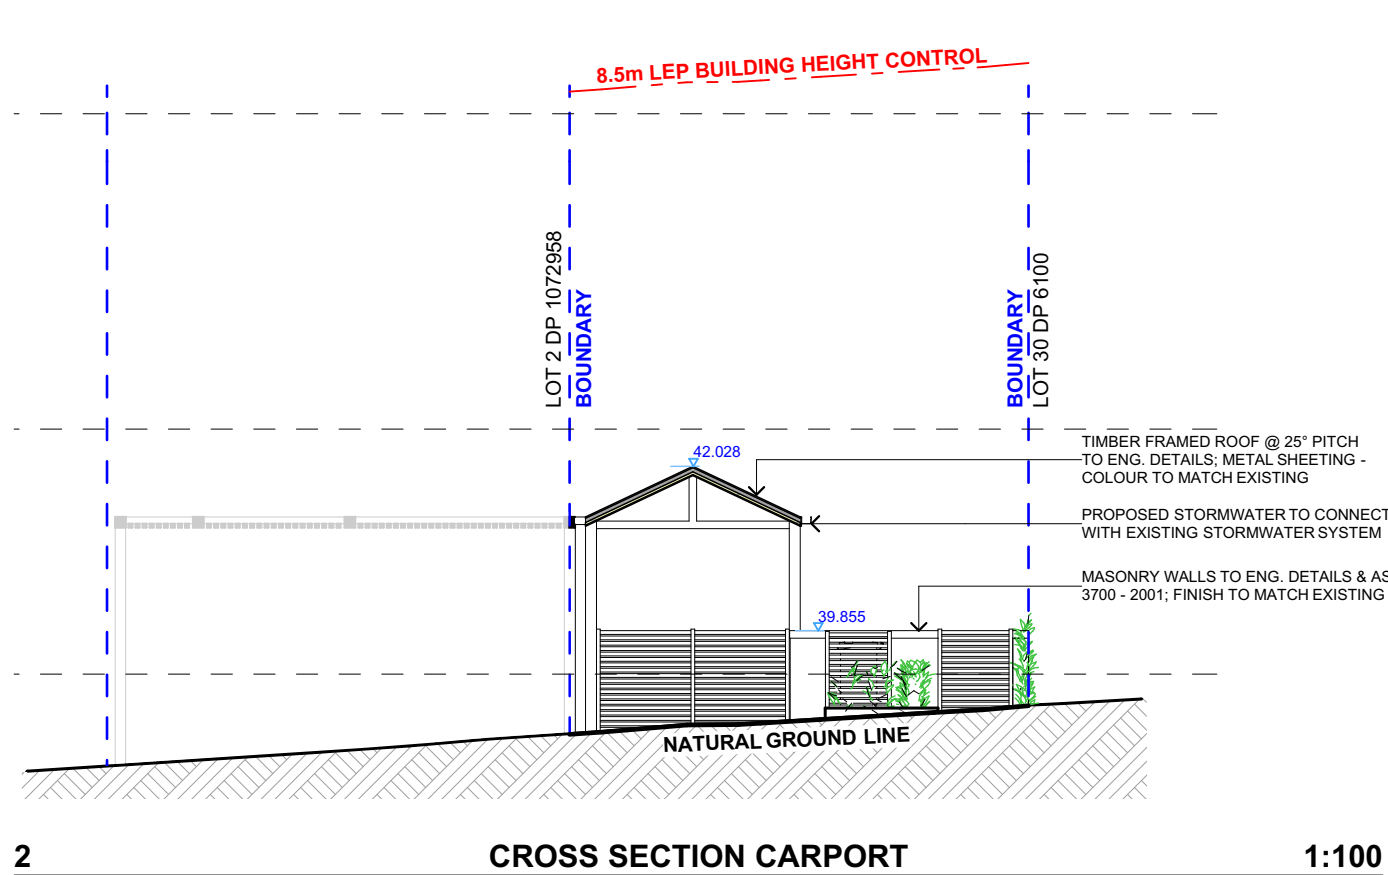 8.5m LEP BUILDING HEIGHT CONTROL
LOT 2 DP 1072958
BOUNDARY
BOUNDARY
LOT 30 DP 6100
42.028
TIMBER FRAMED ROOF @ 25° PITCH
TO ENG. DETAILS; METAL SHEETING -
COLOUR TO MATCH EXISTING
PROPOSED STORMWATER TO CONNECT
WITH EXISTING STORMWATER SYSTEM
MASONRY WALLS TO ENG. DETAILS & AS
3700 - 2001; FINISH TO MATCH EXISTING
39.855
NATURAL GROUND LINE
2 CROSS SECTION CARPORT 1:100